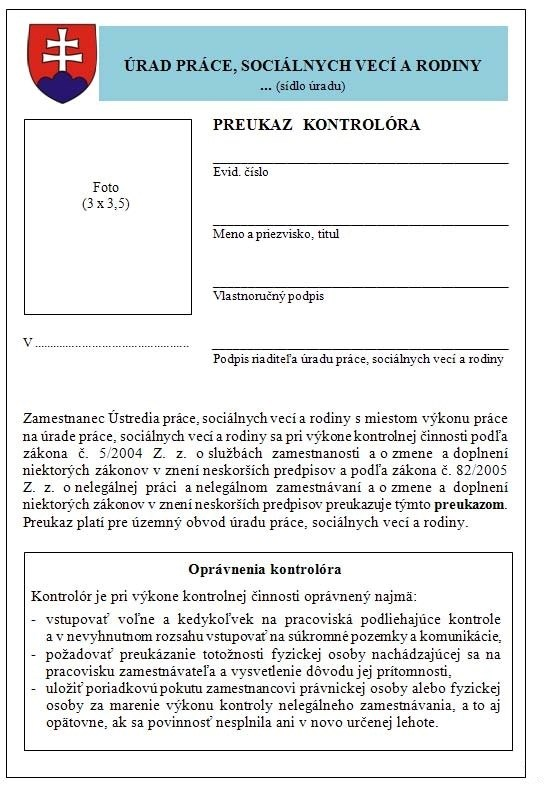 ÚRAD PRÁCE, SOCIÁLNYCH VECÍ A RODINY
... (sídlo úradu)
PREUKAZ KONTROLÓRA
Foto
(3 x 3,5)
Evid. číslo
Meno a priezvisko, titul
Vlastnoručný podpis
V ..................................................
Podpis riaditeľa úradu práce, sociálnych vecí a rodiny
Zamestnanec Ústredia práce, sociálnych vecí a rodiny s miestom výkonu práce
na úrade práce, sociálnych vecí a rodiny sa pri výkone kontrolnej činnosti podľa
zákona č. 5/2004 Z. z. o službách zamestnanosti a o zmene a doplnení
niektorých zákonov v znení neskorších predpisov a podľa zákona č. 82/2005
Z. z. o nelegálnej práci a nelegálnom zamestnávaní a o zmene a doplnení
niektorých zákonov v znení neskorších predpisov preukazuje týmto preukazom.
Preukaz platí pre územný obvod úradu práce, sociálnych vecí a rodiny.
Oprávnenia kontrolóra
Kontrolór je pri výkone kontrolnej činnosti oprávnený najmä:
- vstupovať voľne a kedykoľvek na pracoviská podliehajúce kontrole
a v nevyhnutnom rozsahu vstupovať na súkromné pozemky a komunikácie,
- požadovať preukázanie totožnosti fyzickej osoby nachádzajúcej sa na
pracovisku zamestnávateľa a vysvetlenie dôvodu jej prítomnosti,
- uložiť poriadkovú pokutu zamestnancovi právnickej osoby alebo fyzickej
osoby za marenie výkonu kontroly nelegálneho zamestnávania, a to aj
opätovne, ak sa povinnosť nesplnila ani v novo určenej lehote.